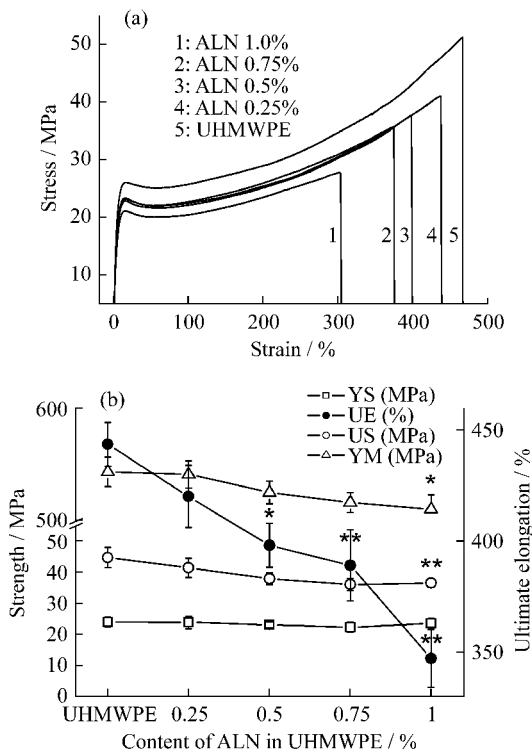 (a)
1: ALN 1.0%
2: ALN 0.75%
3: ALN 0.5%
4: ALN 0.25%
5: UHMWPE
Stress / MPa
50
40
30
20
10
1 2 3 4 5
0 100 200 300 400 500
Strain / %
(b)
YS (MPa)
UE (%)
US (MPa)
YM (MPa)
Strength / MPa
600
500
50
40
30
20
10
0
* ** * ** **
450
400
350
Ultimate elongation / %
UHMWPE 0.25 0.5 0.75 1
Content of ALN in UHMWPE / %